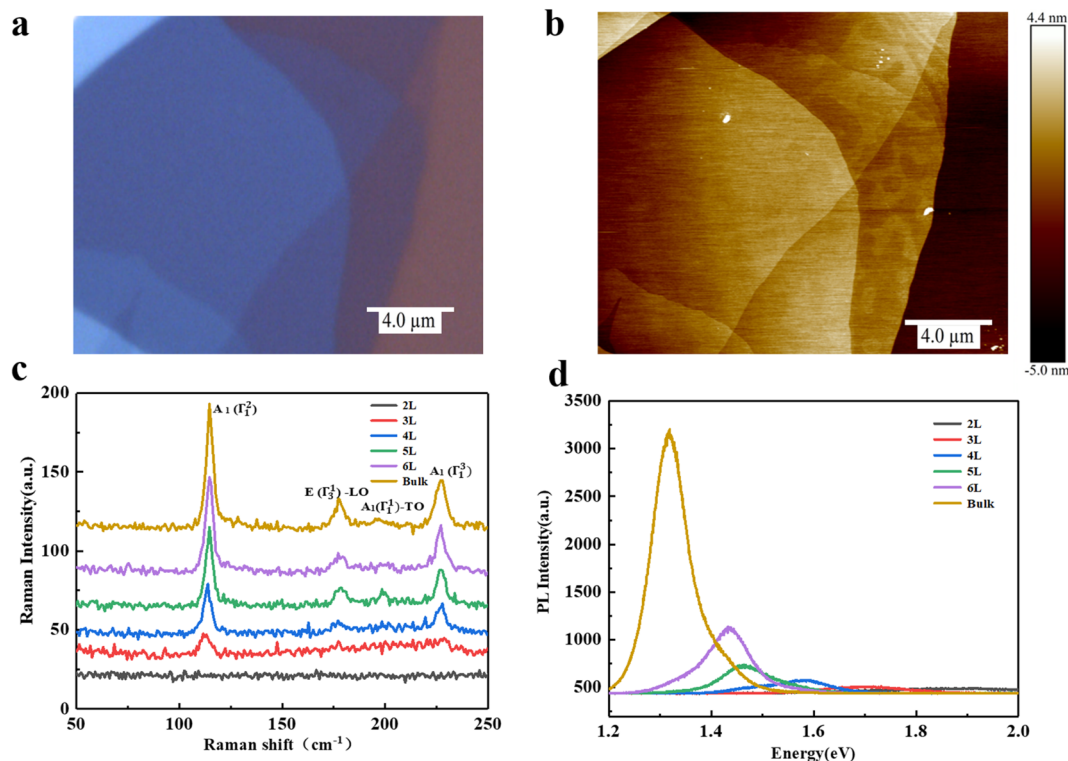 a
4.0 μm
b
4.0 μm
4.4 nm
-5.0 nm
c
200
150
100
50
0
50
100
150
200
250
Raman Intensity(a.u.)
Raman shift（cm⁻¹）
A₁(Γ₁²)
E(Γ₃¹)-LO
A₁(Γ₁¹)-TO
A₁(Γ₁³)
2L
3L
4L
5L
6L
Bulk
d
3500
3000
2500
2000
1500
1000
500
1.2
1.4
1.6
1.8
2.0
PL Intensity(a.u.)
Energy(eV)
2L
3L
4L
5L
6L
Bulk